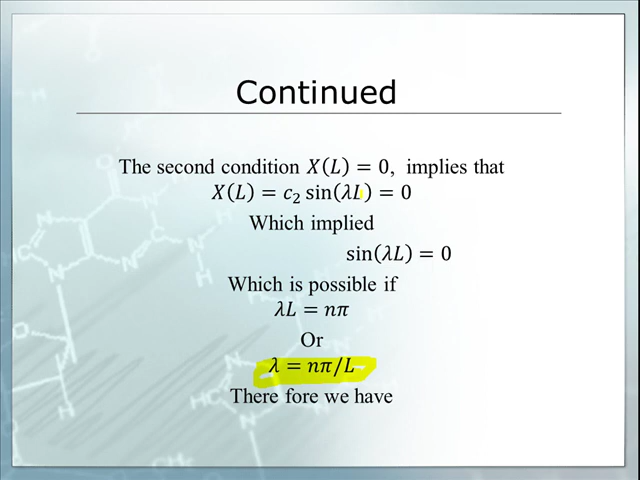 Continued
The second condition 𝑋(𝐿) = 0, implies that
𝑋(𝐿) = 𝑐₂ sin(𝜆𝐿) = 0
Which implied
sin(𝜆𝐿) = 0
Which is possible if
𝜆𝐿 = 𝑛𝜋
Or
𝜆 = 𝑛𝜋/𝐿
There fore we have